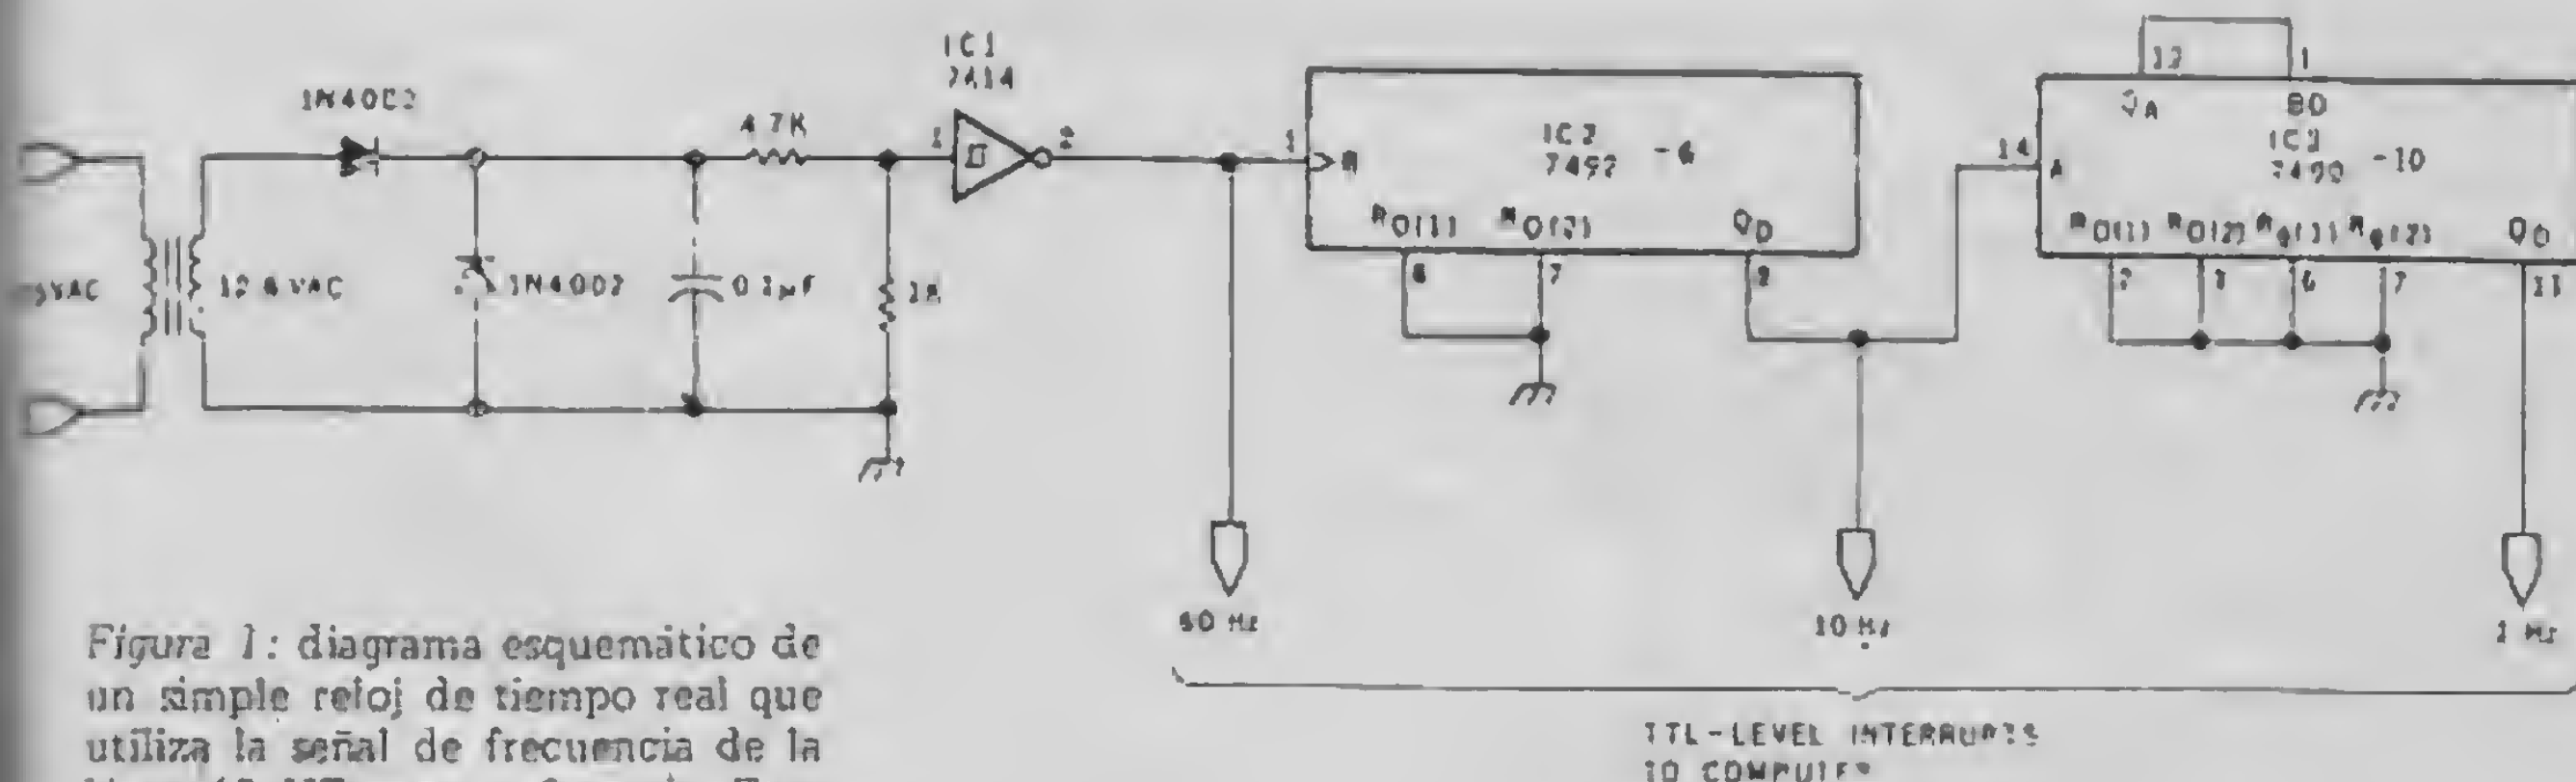 IC1
7414
1N4002
4.7K
1
2
12.6 VAC
1N4002
0.1µF
1K
1
IC2
7492
-6
R0(1)
R0(2)
QD
6
7
60 Hz
10 Hz
12
1
QA
BD
IC3
7490
-10
14
A
R0(1) R0(2) R9(1) R9(2)
2
3
6
7
11
1 Hz
TTL-LEVEL INTERRUPTS
TO COMPUTER
Figura 1: diagrama esquemático de
un simple reloj de tiempo real que
utiliza la señal de frecuencia de la